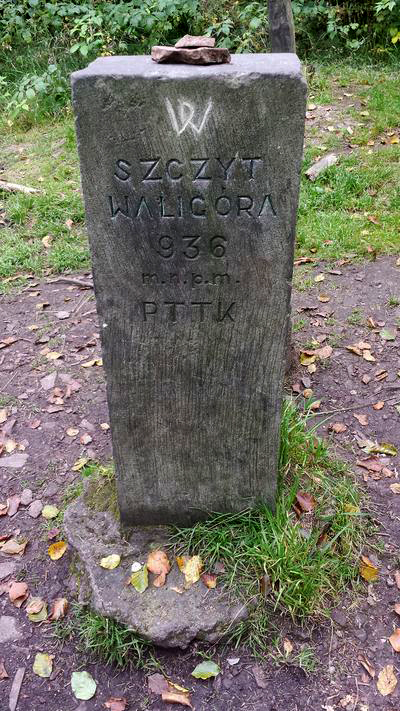 W
SZCZYT
WALIGÓRA
936
m.n.p.m.
PTTK